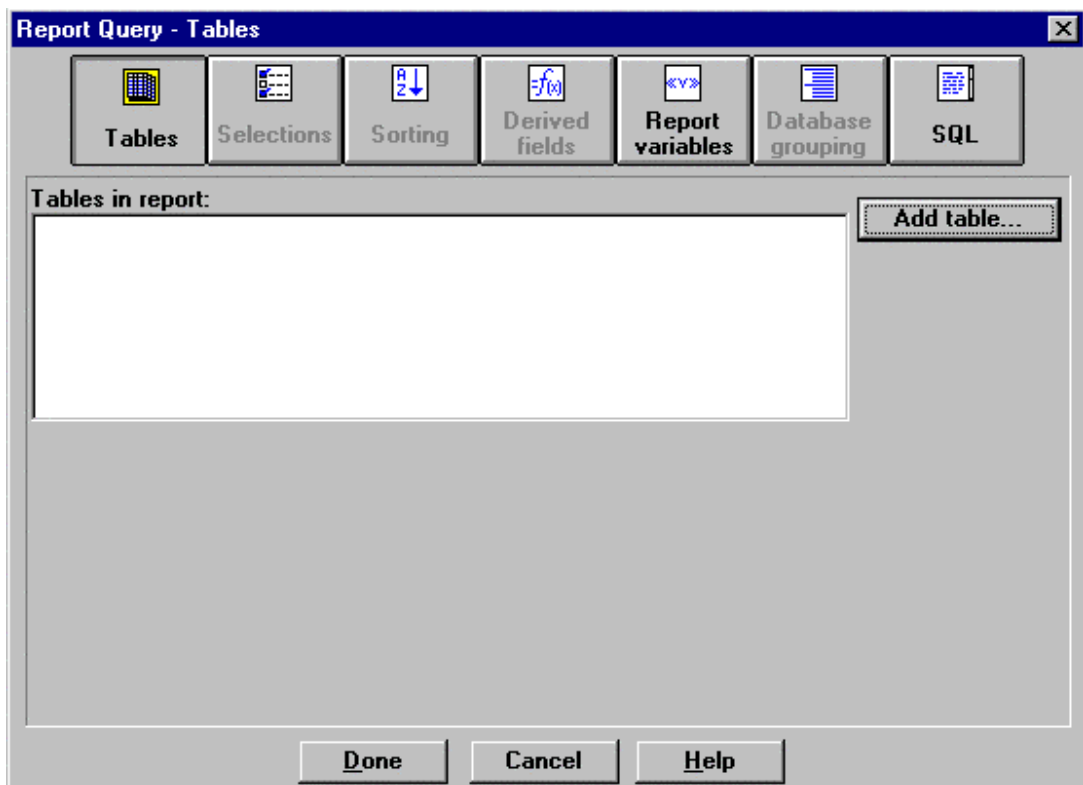 Report Query - Tables
Tables
Selections
Sorting
Derived
fields
Report
variables
Database
grouping
SQL
Tables in report:
Add table...
Done
Cancel
Help